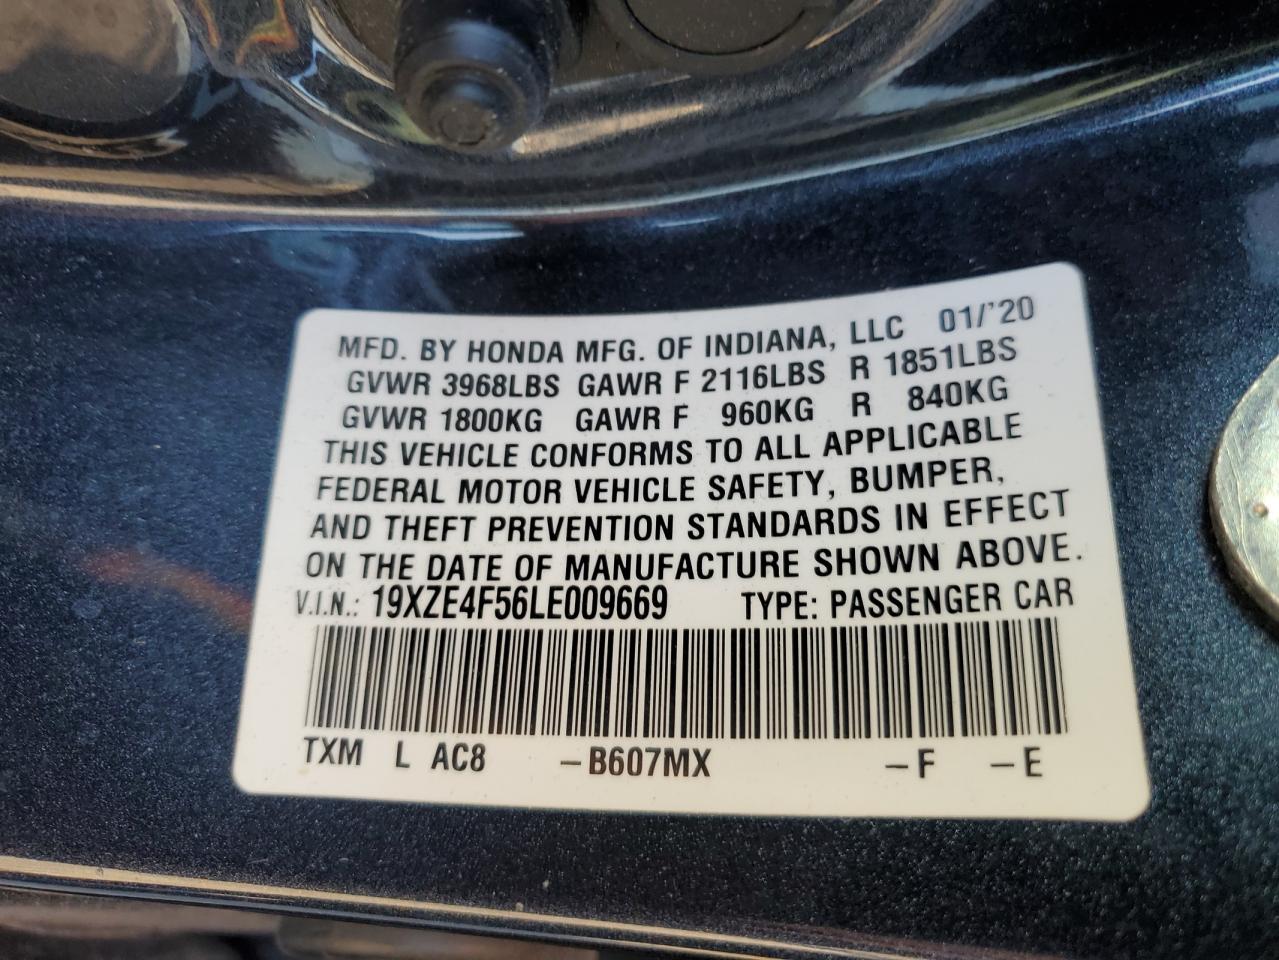 MFD. BY HONDA MFG. OF INDIANA, LLC 01/'20
GVWR 3968LBS GAWR F 2116LBS R 1851LBS
GVWR 1800KG GAWR F 960KG R 840KG
THIS VEHICLE CONFORMS TO ALL APPLICABLE
FEDERAL MOTOR VEHICLE SAFETY, BUMPER,
AND THEFT PREVENTION STANDARDS IN EFFECT
ON THE DATE OF MANUFACTURE SHOWN ABOVE.
V.I.N.: 19XZE4F56LE009669 TYPE: PASSENGER CAR
TXM L AC8 –B607MX –F –E